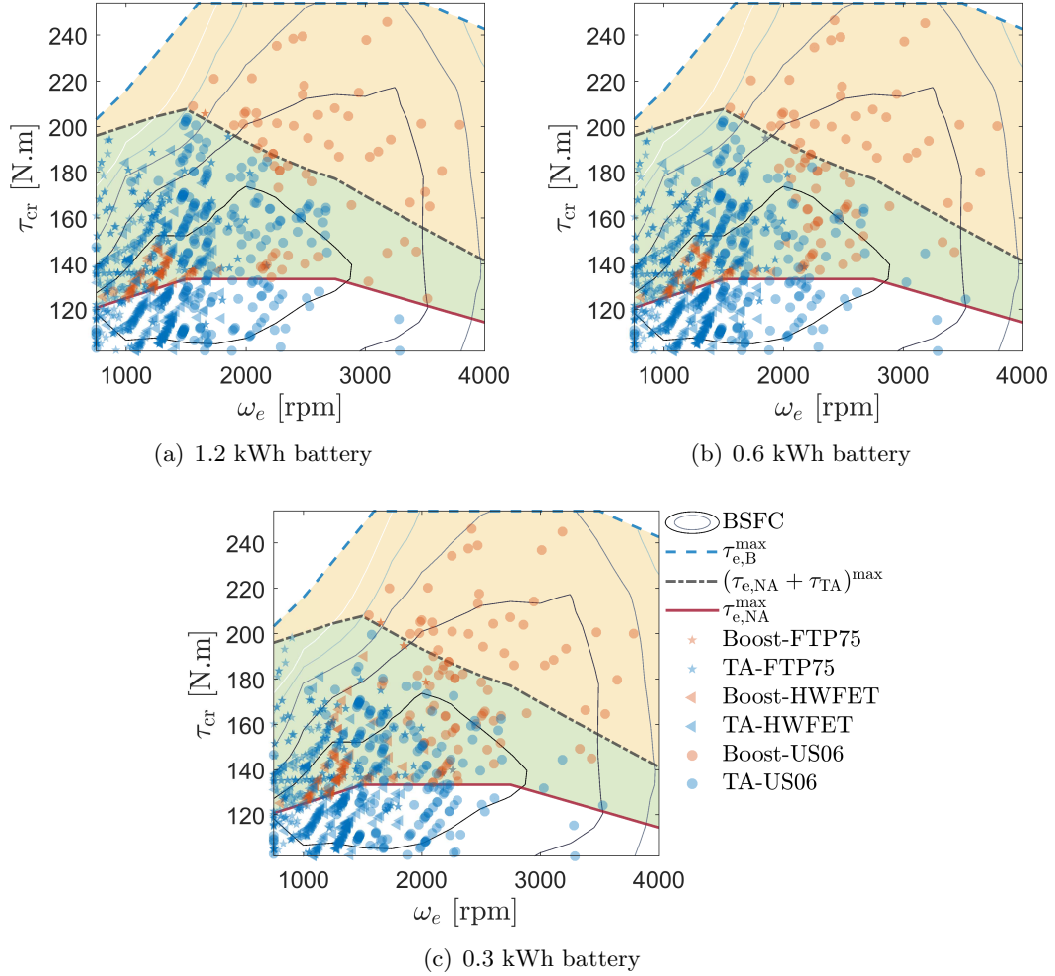 240
220
200
180
160
140
120
τcr [N.m]
1000 2000 3000 4000
ωe [rpm]
(a) 1.2 kWh battery
240
220
200
180
160
140
120
τcr [N.m]
1000 2000 3000 4000
ωe [rpm]
(b) 0.6 kWh battery
240
220
200
180
160
140
120
τcr [N.m]
1000 2000 3000 4000
ωe [rpm]
(c) 0.3 kWh battery
BSFC
τe,B^max
(τe,NA + τTA)^max
τe,NA^max
Boost-FTP75
TA-FTP75
Boost-HWFET
TA-HWFET
Boost-US06
TA-US06